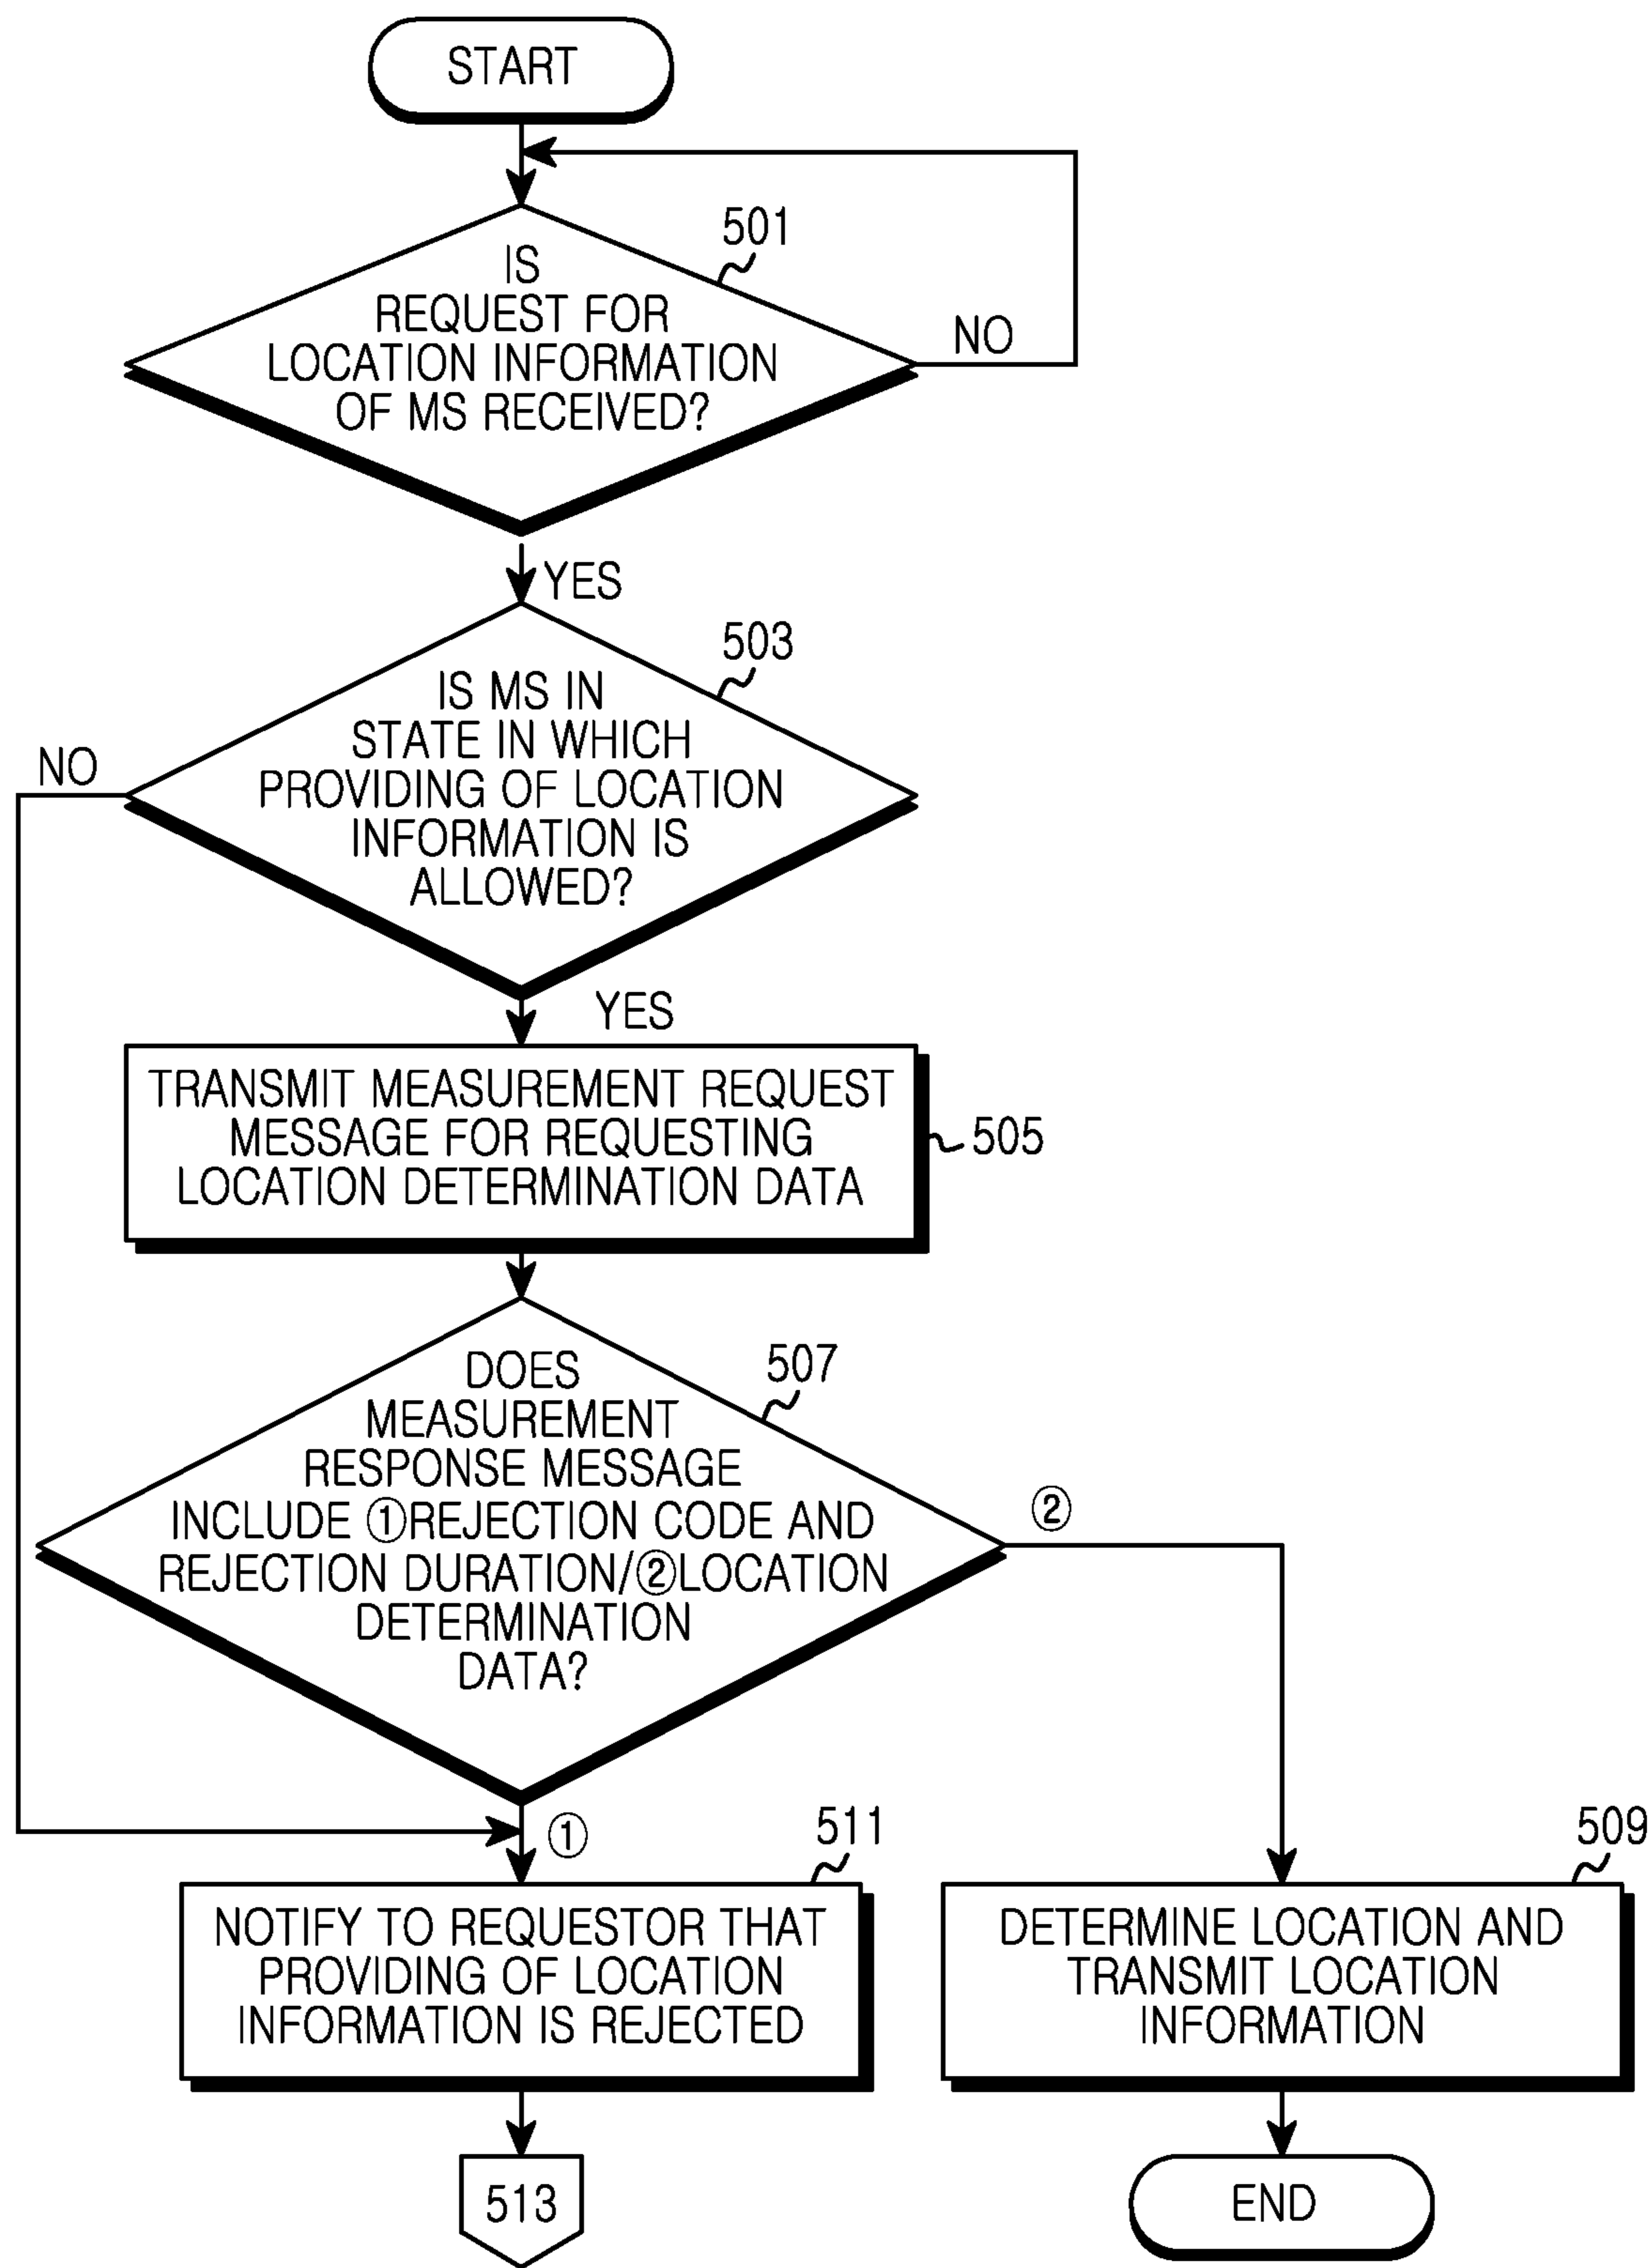 START
501
IS
REQUEST FOR
LOCATION INFORMATION
OF MS RECEIVED?
NO
YES
503
IS MS IN
STATE IN WHICH
PROVIDING OF LOCATION
INFORMATION IS
ALLOWED?
NO
YES
TRANSMIT MEASUREMENT REQUEST
MESSAGE FOR REQUESTING
LOCATION DETERMINATION DATA
505
507
DOES
MEASUREMENT
RESPONSE MESSAGE
INCLUDE ①REJECTION CODE AND
REJECTION DURATION/②LOCATION
DETERMINATION
DATA?
②
①
511
NOTIFY TO REQUESTOR THAT
PROVIDING OF LOCATION
INFORMATION IS REJECTED
513
509
DETERMINE LOCATION AND
TRANSMIT LOCATION
INFORMATION
END